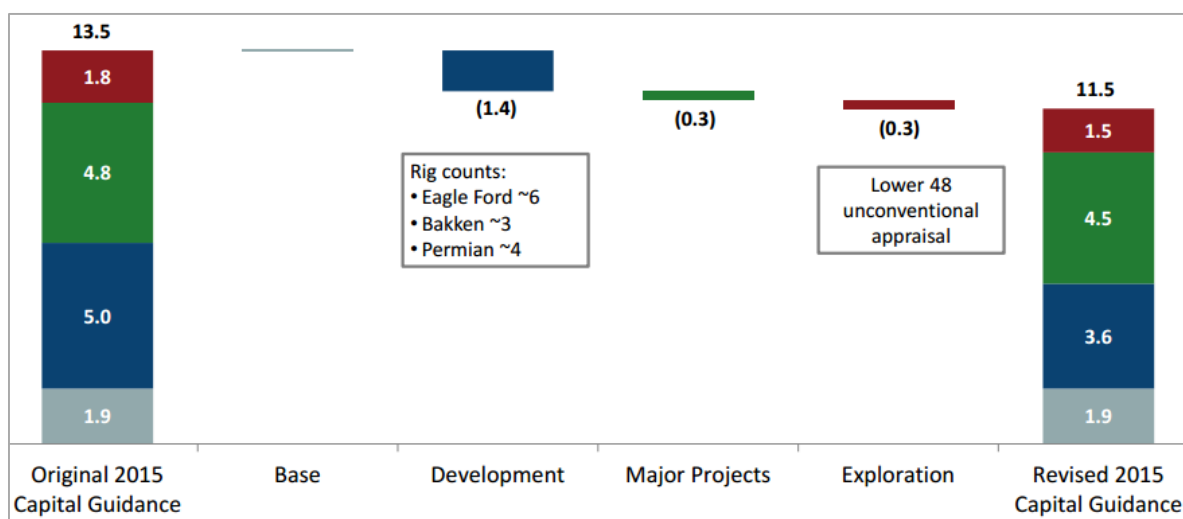 13.5
1.8
4.8
5.0
1.9
(1.4)
Rig counts:
• Eagle Ford ~6
• Bakken ~3
• Permian ~4
(0.3)
(0.3)
Lower 48
unconventional
appraisal
11.5
1.5
4.5
3.6
1.9
Original 2015
Capital Guidance
Base
Development
Major Projects
Exploration
Revised 2015
Capital Guidance